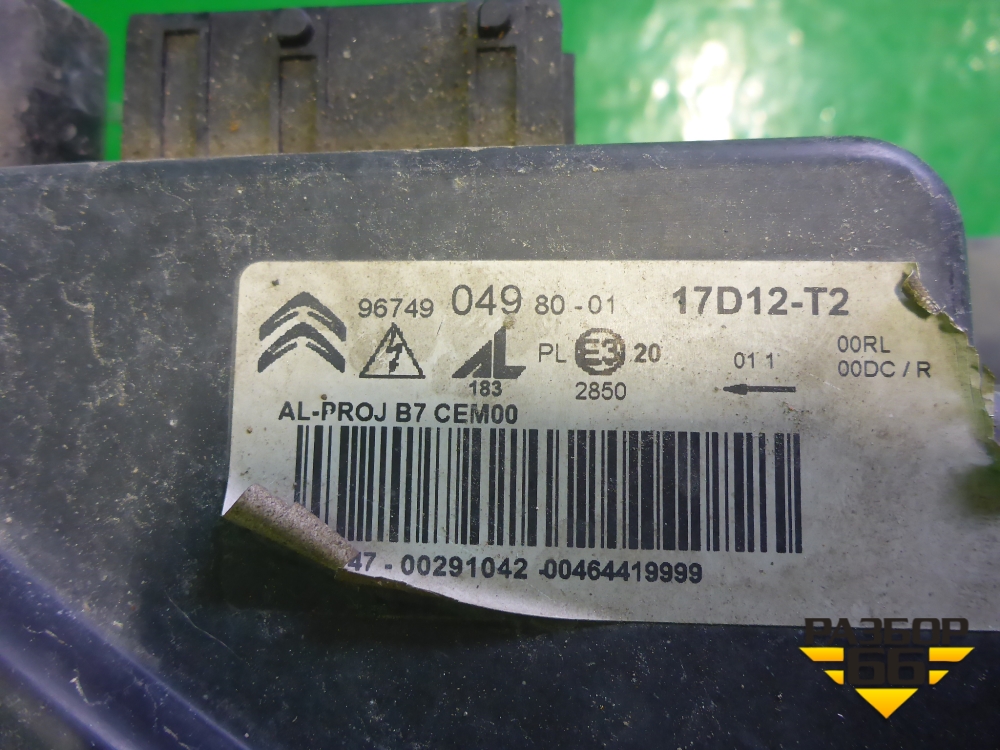 96749 049 80-01 17D12-T2
AL 183 PL E3 20 2850 01 1 00RL
00DC / R
AL-PROJ B7 CEM00
47 - 00291042 -00464419999
РАЗБОР
66